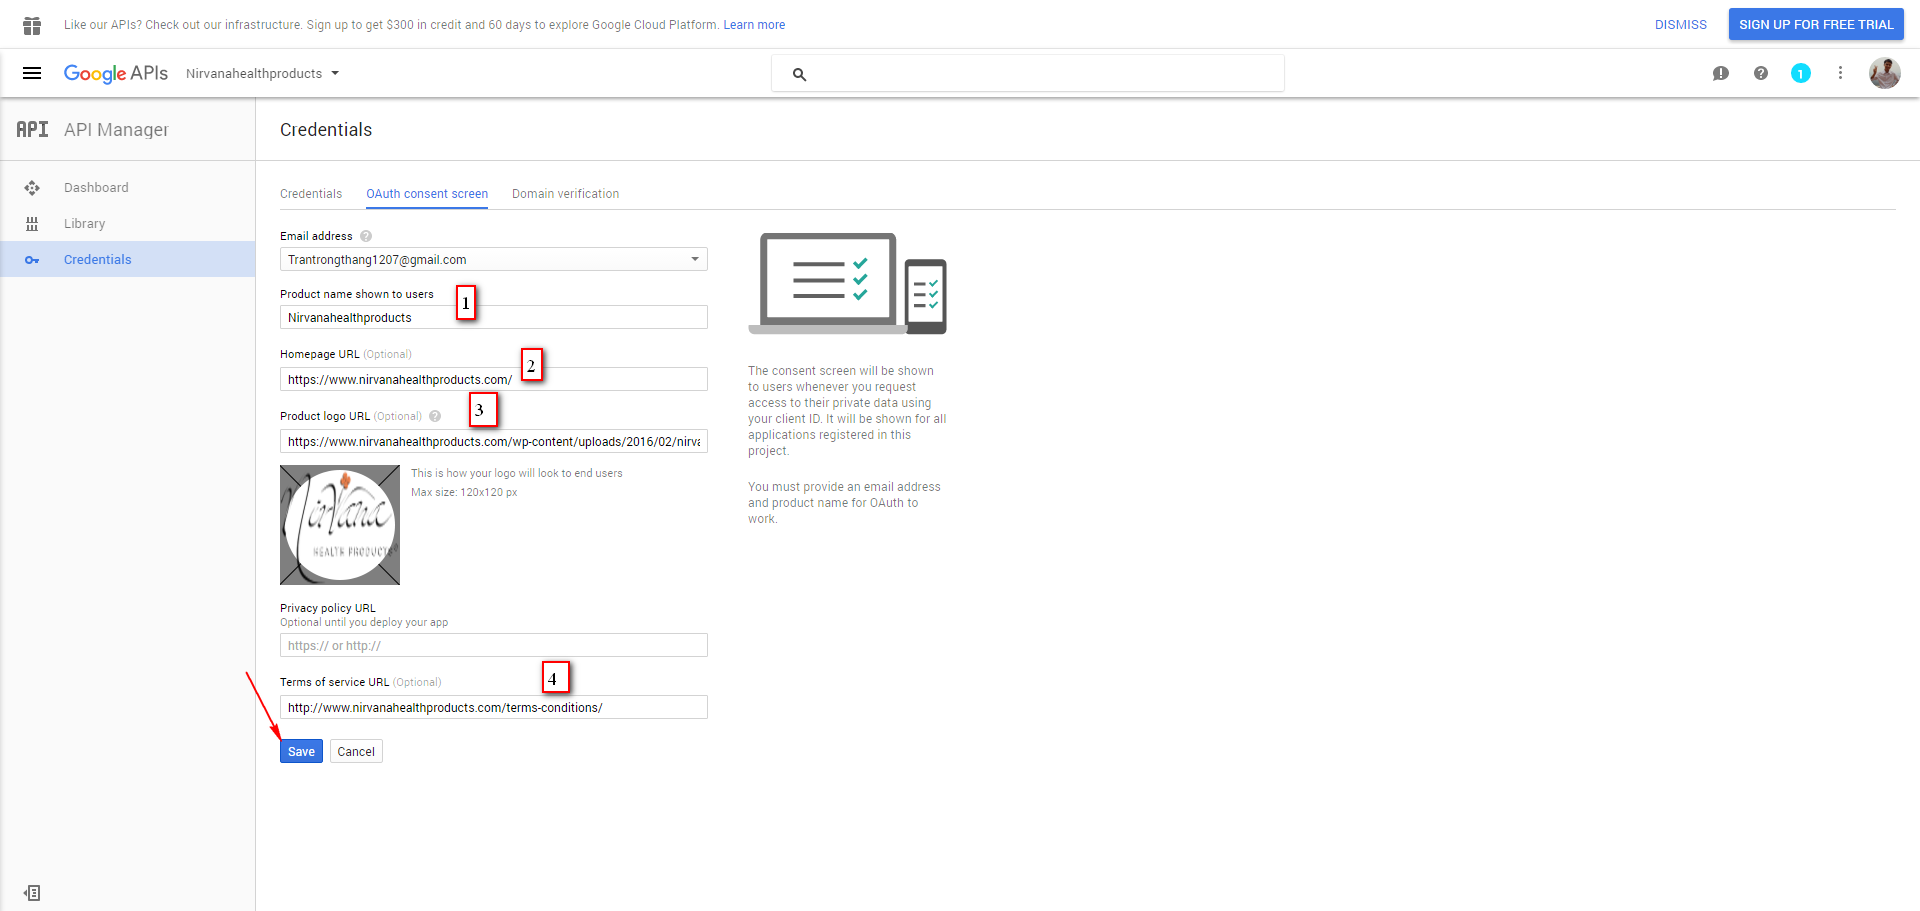 Like our APIs? Check out our infrastructure. Sign up to get $300 in credit and 60 days to explore Google Cloud Platform. Learn more
DISMISS
SIGN UP FOR FREE TRIAL
Google APIs
Nirvanahealthproducts
1
API
API Manager
Credentials
Dashboard
Library
Credentials
Credentials
OAuth consent screen
Domain verification
Email address ?
Trantrongthang1207@gmail.com
Product name shown to users
1
Nirvanahealthproducts
Homepage URL (Optional)
2
https://www.nirvanahealthproducts.com/
Product logo URL (Optional) ?
3
https://www.nirvanahealthproducts.com/wp-content/uploads/2016/02/nirva
Nirvana
HEALTH PRODUCTS
This is how your logo will look to end users
Max size: 120x120 px
Privacy policy URL
Optional until you deploy your app
https:// or http://
Terms of service URL (Optional)
4
http://www.nirvanahealthproducts.com/terms-conditions/
Save
Cancel
The consent screen will be shown
to users whenever you request
access to their private data using
your client ID. It will be shown for all
applications registered in this
project.
You must provide an email address
and product name for OAuth to
work.